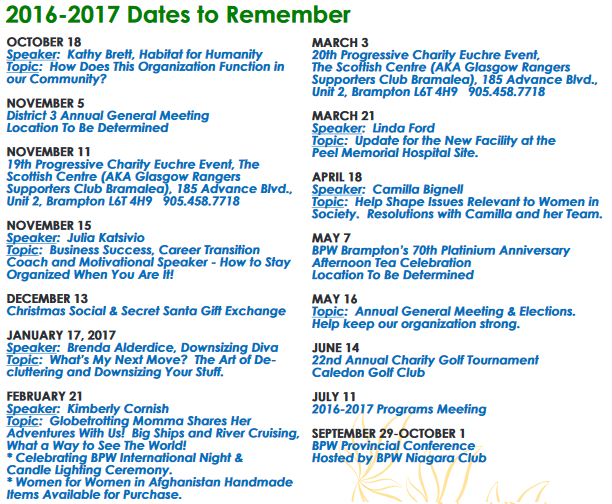 2016-2017 Dates to Remember
OCTOBER 18
Speaker: Kathy Brett, Habitat for Humanity
Topic: How Does This Organization Function in
our Community?
NOVEMBER 5
District 3 Annual General Meeting
Location To Be Determined
NOVEMBER 11
19th Progressive Charity Euchre Event, The
Scottish Centre (AKA Glasgow Rangers
Supporters Club Bramalea), 185 Advance Blvd.,
Unit 2, Brampton L6T 4H9 905.458.7718
NOVEMBER 15
Speaker: Julia Katsivio
Topic: Business Success, Career Transition
Coach and Motivational Speaker - How to Stay
Organized When You Are It!
DECEMBER 13
Christmas Social & Secret Santa Gift Exchange
JANUARY 17, 2017
Speaker: Brenda Alderdice, Downsizing Diva
Topic: What's My Next Move? The Art of De-
cluttering and Downsizing Your Stuff.
FEBRUARY 21
Speaker: Kimberly Cornish
Topic: Globetrotting Momma Shares Her
Adventures With Us! Big Ships and River Cruising,
What a Way to See The World!
* Celebrating BPW International Night &
Candle Lighting Ceremony.
* Women for Women in Afghanistan Handmade
Items Available for Purchase.
MARCH 3
20th Progressive Charity Euchre Event,
The Scottish Centre (AKA Glasgow Rangers
Supporters Club Bramalea), 185 Advance Blvd.,
Unit 2, Brampton L6T 4H9 905.458.7718
MARCH 21
Speaker: Linda Ford
Topic: Update for the New Facility at the
Peel Memorial Hospital Site.
APRIL 18
Speaker: Camilla Bignell
Topic: Help Shape Issues Relevant to Women in
Society. Resolutions with Camilla and her Team.
MAY 7
BPW Brampton's 70th Platinium Anniversary
Afternoon Tea Celebration
Location To Be Determined
MAY 16
Topic: Annual General Meeting & Elections.
Help keep our organization strong.
JUNE 14
22nd Annual Charity Golf Tournament
Caledon Golf Club
JULY 11
2016-2017 Programs Meeting
SEPTEMBER 29-OCTOBER 1
BPW Provincial Conference
Hosted by BPW Niagara Club